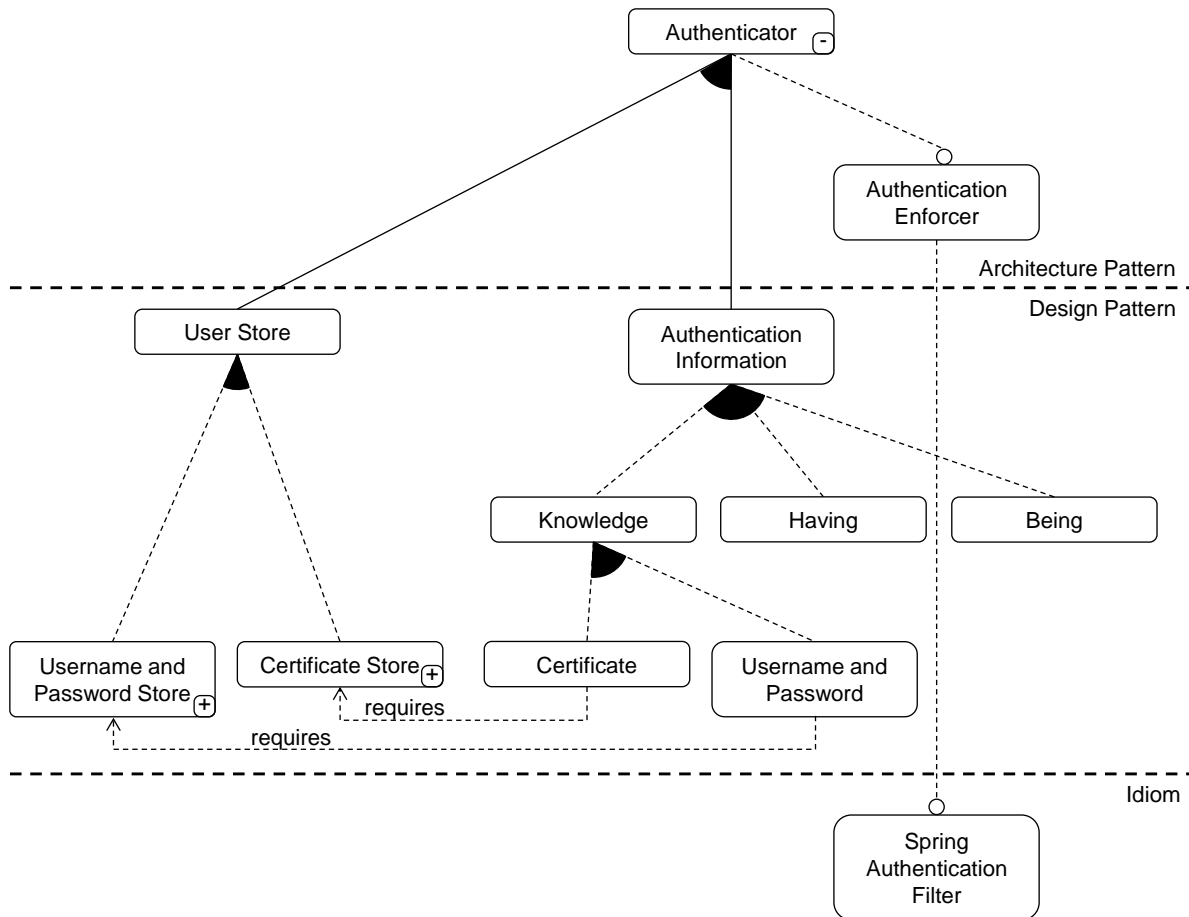 Authenticator
-
Authentication
Enforcer
Architecture Pattern
Design Pattern
User Store
Authentication
Information
Knowledge
Having
Being
Username and
Password Store
+
Certificate Store
+
Certificate
Username and
Password
requires
requires
Idiom
Spring
Authentication
Filter